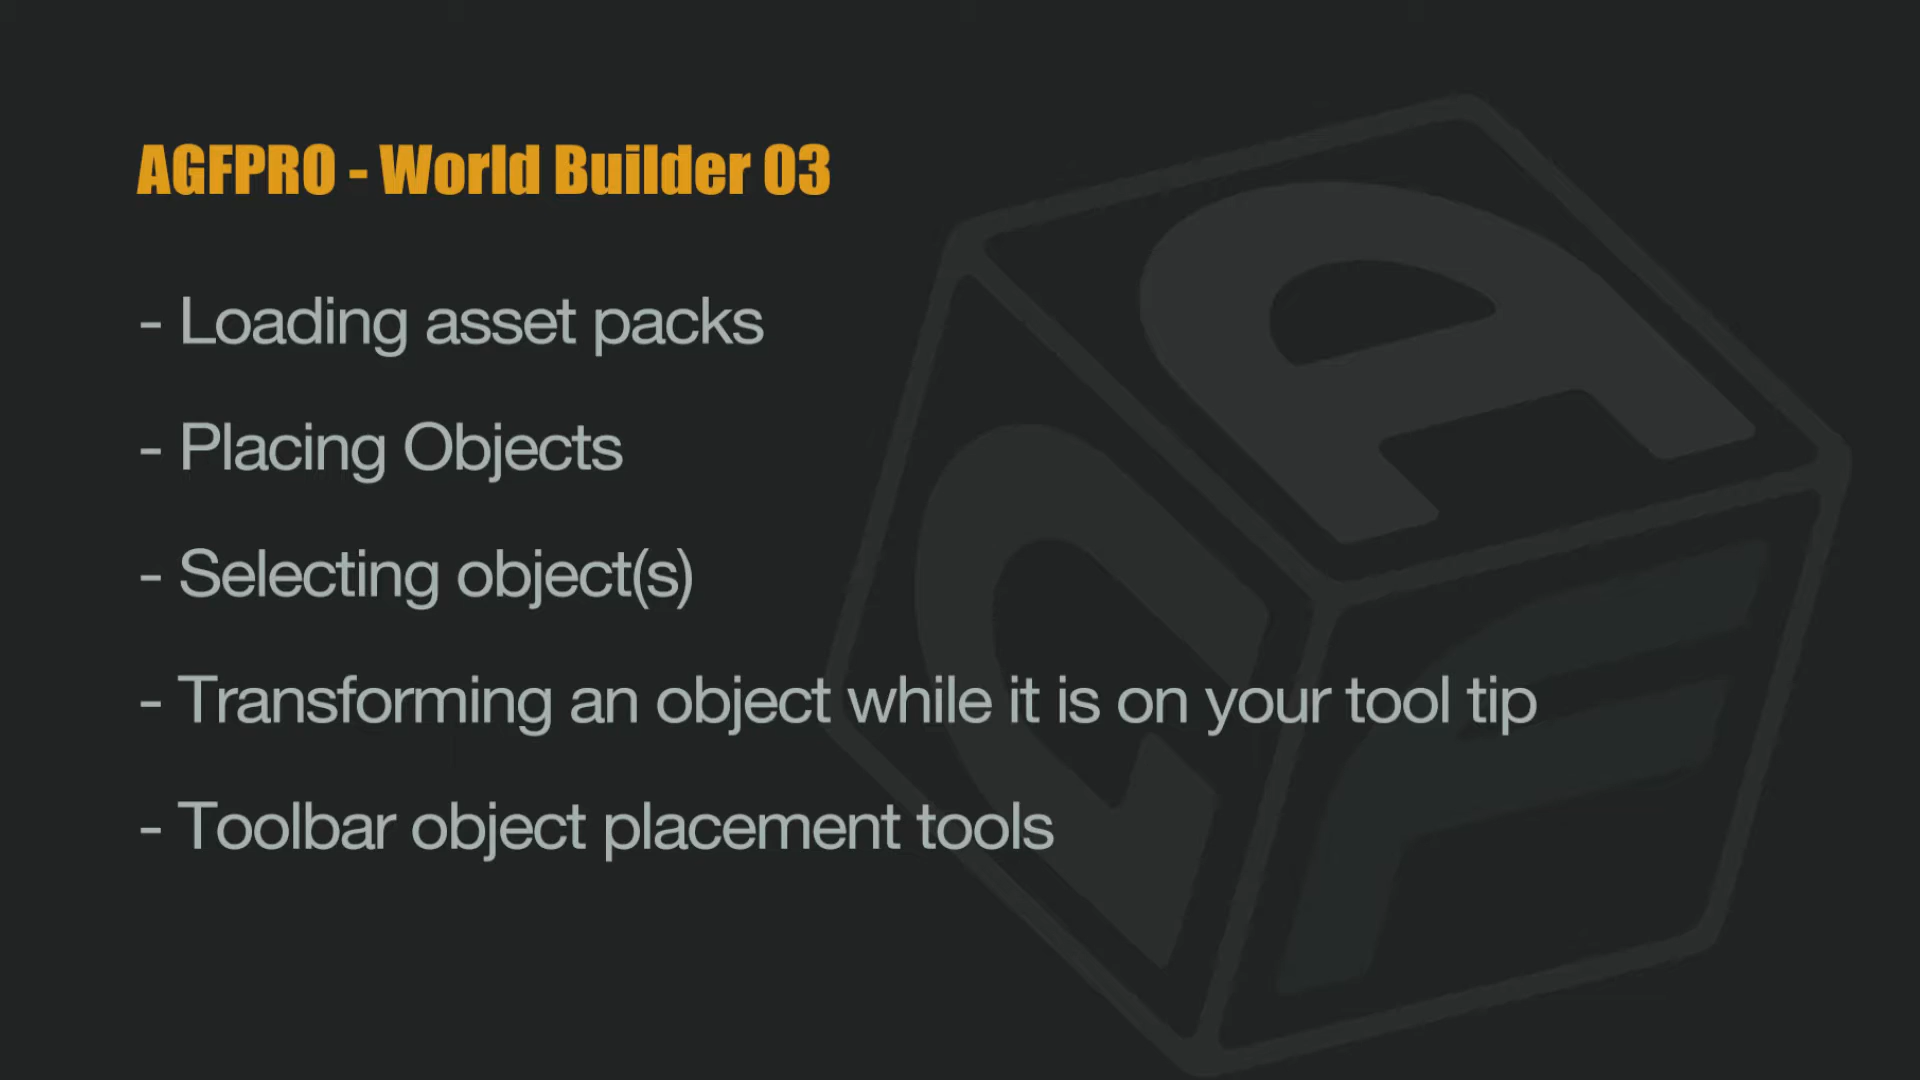 AGFPRO - World Builder 03
- Loading asset packs
- Placing Objects
- Selecting object(s)
- Transforming an object while it is on your tool tip
- Toolbar object placement tools